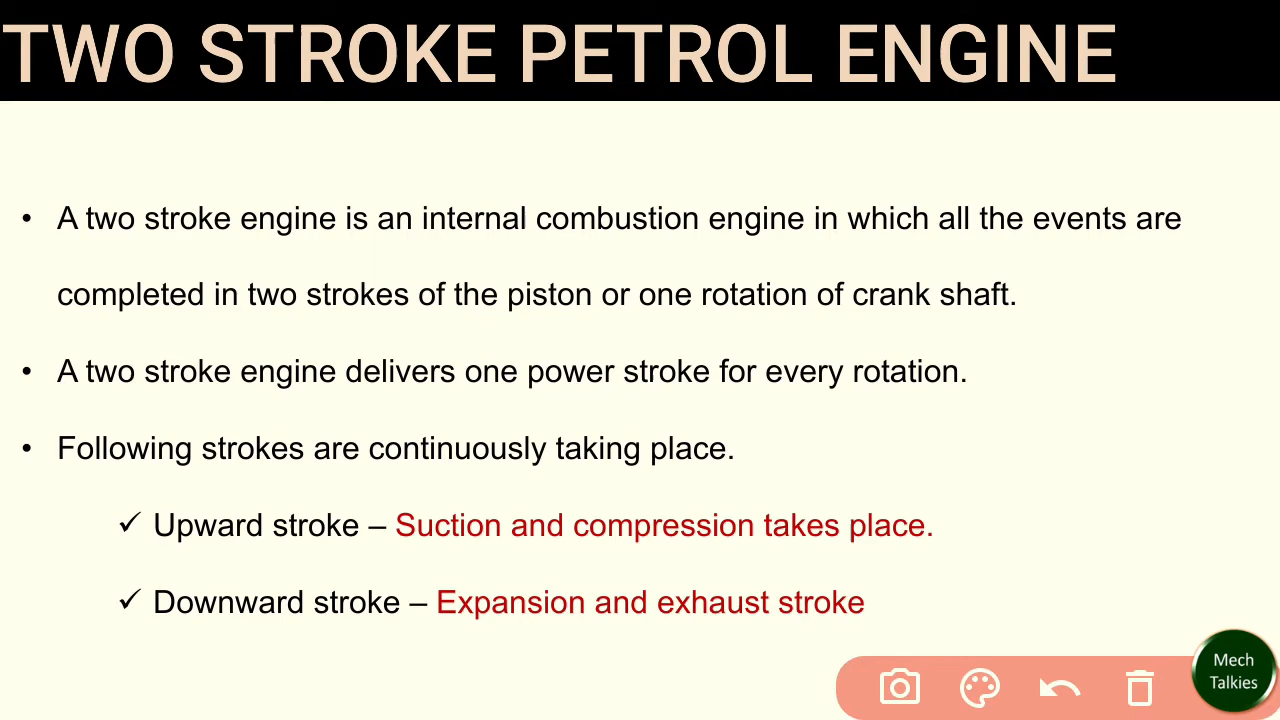 TWO STROKE PETROL ENGINE
• A two stroke engine is an internal combustion engine in which all the events are
completed in two strokes of the piston or one rotation of crank shaft.
• A two stroke engine delivers one power stroke for every rotation.
• Following strokes are continuously taking place.
✓ Upward stroke – Suction and compression takes place.
✓ Downward stroke – Expansion and exhaust stroke
Mech
Talkies